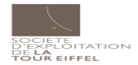 SOCIETE
D'EXPLOITATION
DE LA
TOUR EIFFEL